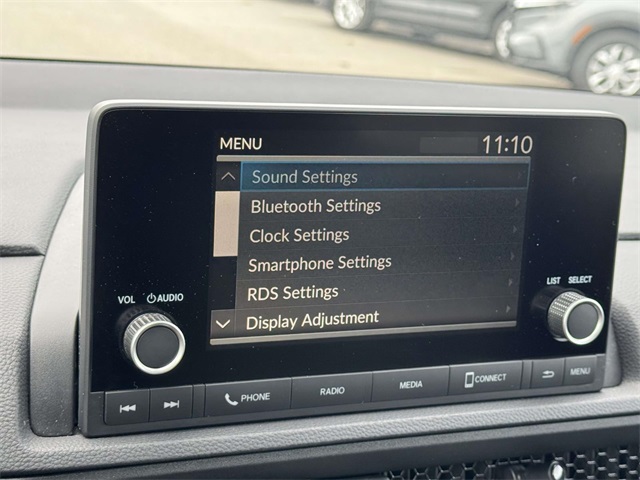 MENU 11:10
Sound Settings
Bluetooth Settings
Clock Settings
Smartphone Settings
RDS Settings
Display Adjustment
VOL AUDIO
LIST SELECT
PHONE RADIO MEDIA CONNECT MENU